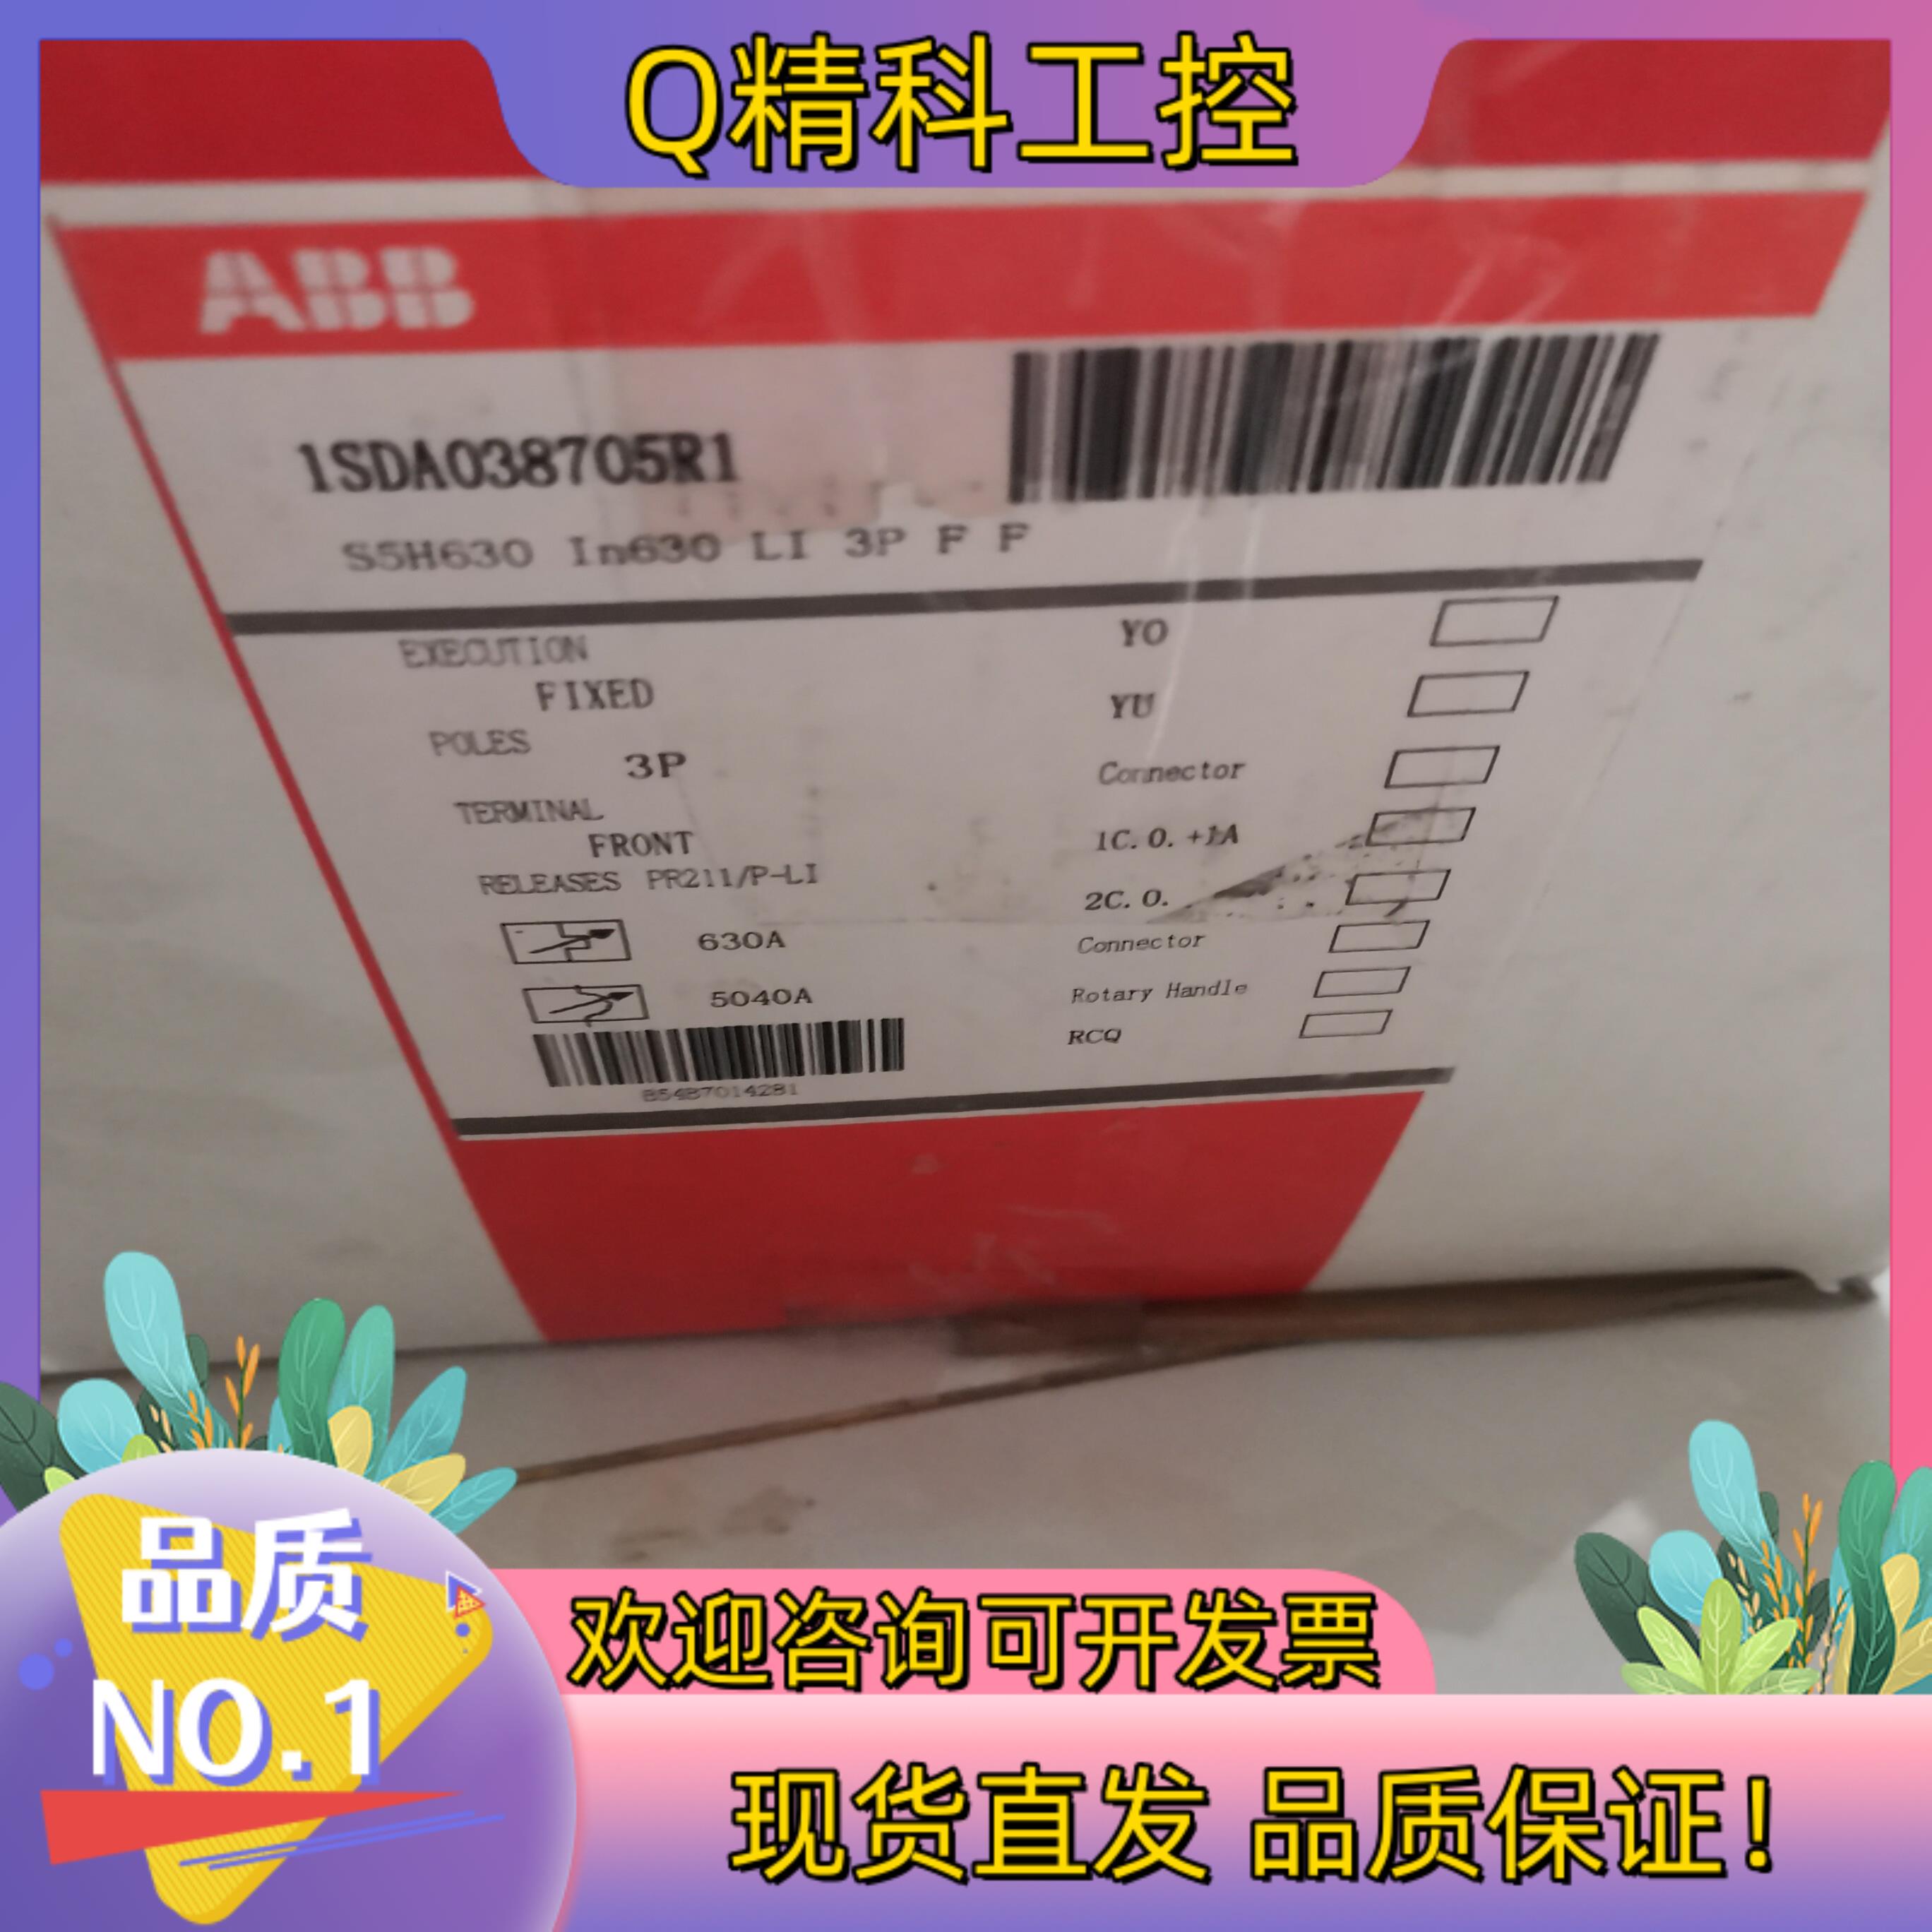 Q精科工控
ABB
1SDA038705R1
S5H630 In630 LI 3P F F
EXECUTION
FIXED
POLES
3P
TERMINAL
FRONT
RELEASES PR211/P-LI
630A
5040A
YO
YU
Connector
1C.O.+1A
2C.O.
Connector
Rotary Handle
RCQ
品质
NO.1
欢迎咨询可开发票
现货直发 品质保证!